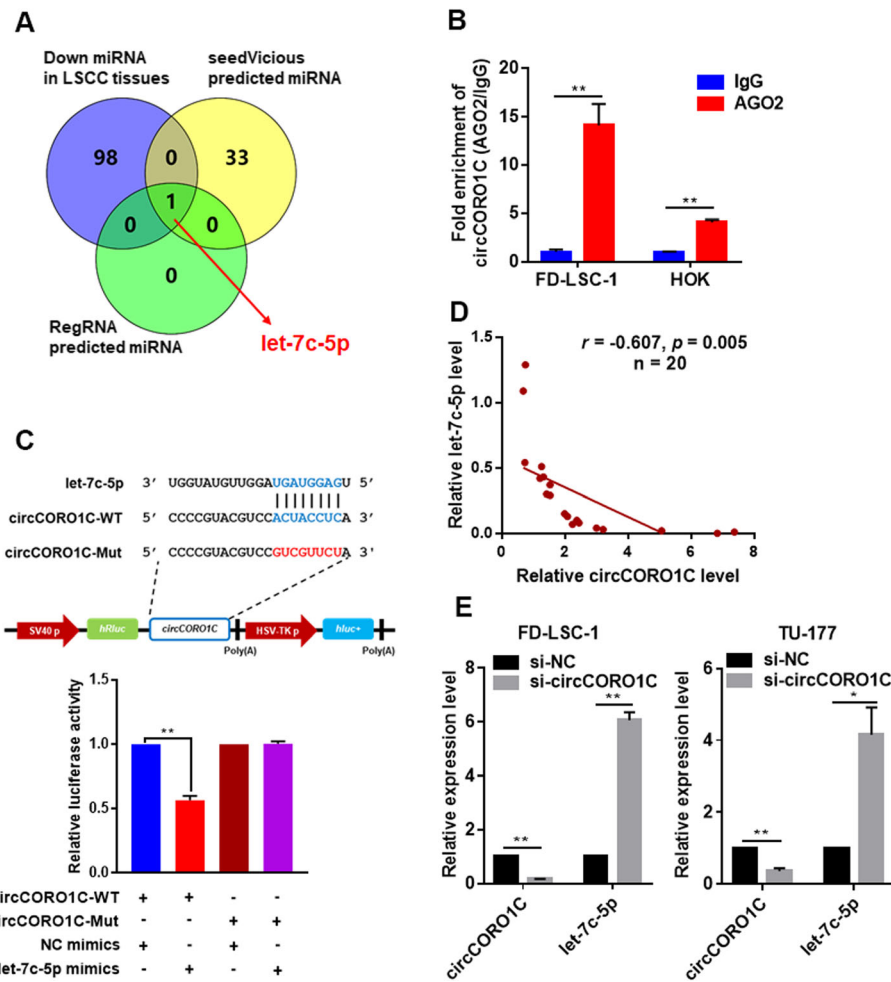 A
Down miRNA
in LSCC tissues
seedVicious
predicted miRNA
98
0
33
1
0
0
0
RegRNA
predicted miRNA
let-7c-5p
B
Fold enrichment of
circCORO1C (AGO2/IgG)
20
15
10
5
0
IgG
AGO2
**
**
FD-LSC-1
HOK
D
Relative let-7c-5p level
1.5
1.0
0.5
0.0
r = -0.607, p = 0.005
n = 20
0
2
4
6
8
Relative circCORO1C level
C
let-7c-5p 3' UGGUAUGUUGGAUGAUGGAGU 5'
circCORO1C-WT 5' CCCCGUACGUCCACUACCUCA 3'
circCORO1C-Mut 5' CCCCGUACGUCCGUCGUUCUA 3'
SV40 p
hRluc
circCORO1C
HSV-TK p
hluc+
Poly(A)
Poly(A)
Relative luciferase activity
1.5
1.0
0.5
0.0
**
circCORO1C-WT + + - -
circCORO1C-Mut - - + +
NC mimics + - + -
let-7c-5p mimics - + - +
E
FD-LSC-1
Relative expression level
8
6
4
2
0
si-NC
si-circCORO1C
**
**
circCORO1C
let-7c-5p
TU-177
Relative expression level
6
4
2
0
si-NC
si-circCORO1C
**
*
circCORO1C
let-7c-5p